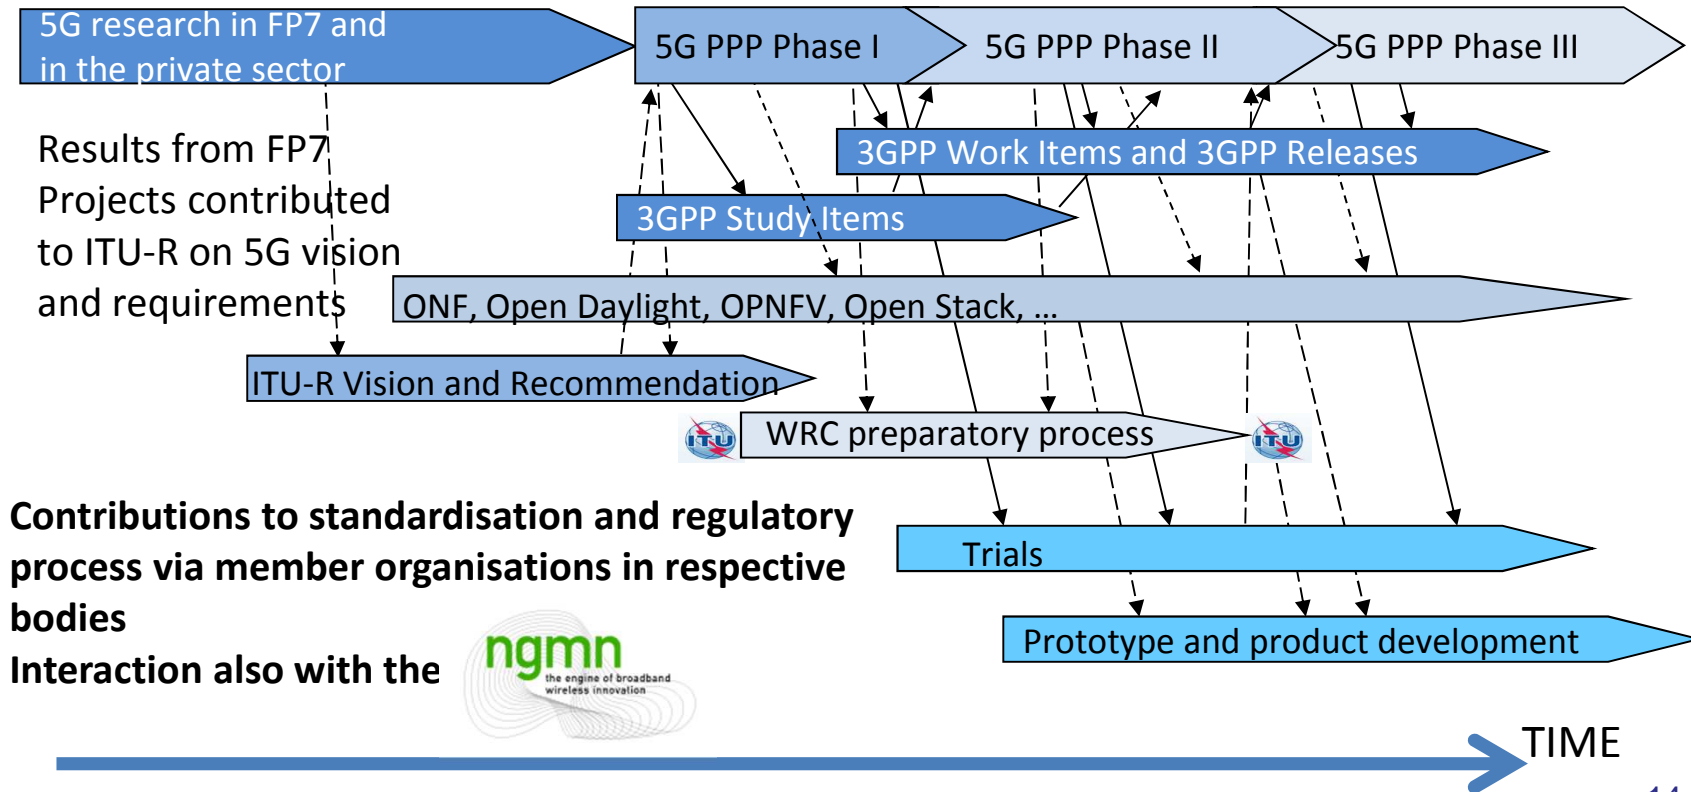 5G research in FP7 and
in the private sector
5G PPP Phase I
5G PPP Phase II
5G PPP Phase III
Results from FP7
Projects contributed
to ITU-R on 5G vision
and requirements
3GPP Work Items and 3GPP Releases
3GPP Study Items
ONF, Open Daylight, OPNFV, Open Stack, ...
ITU-R Vision and Recommendation
ITU
WRC preparatory process
ITU
Contributions to standardisation and regulatory
process via member organisations in respective
bodies
Interaction also with the
ngmn
the engine of broadband
wireless innovation
Trials
Prototype and product development
TIME